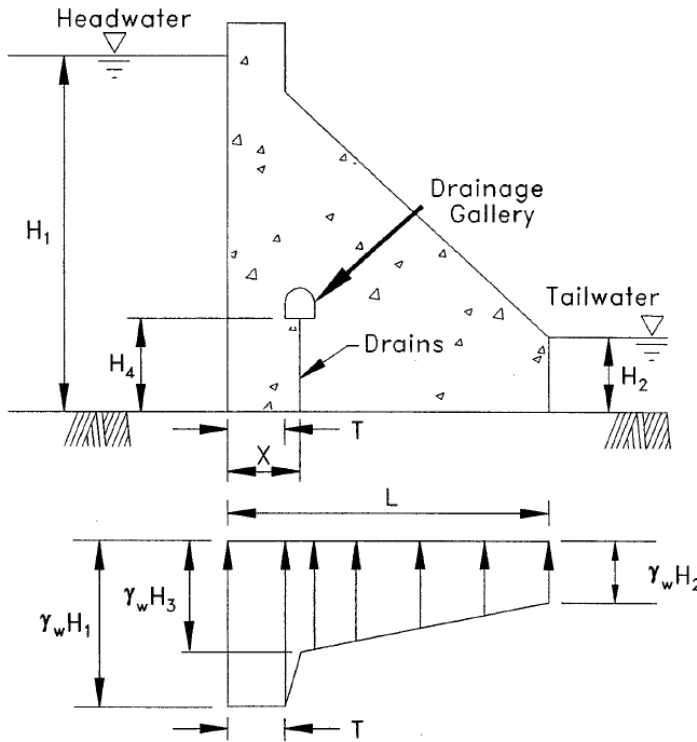 Headwater
H₁
Drainage
Gallery
Tailwater
H₄
Drains
H₂
T
X
L
γwH₁
γwH₃
γwH₂
T